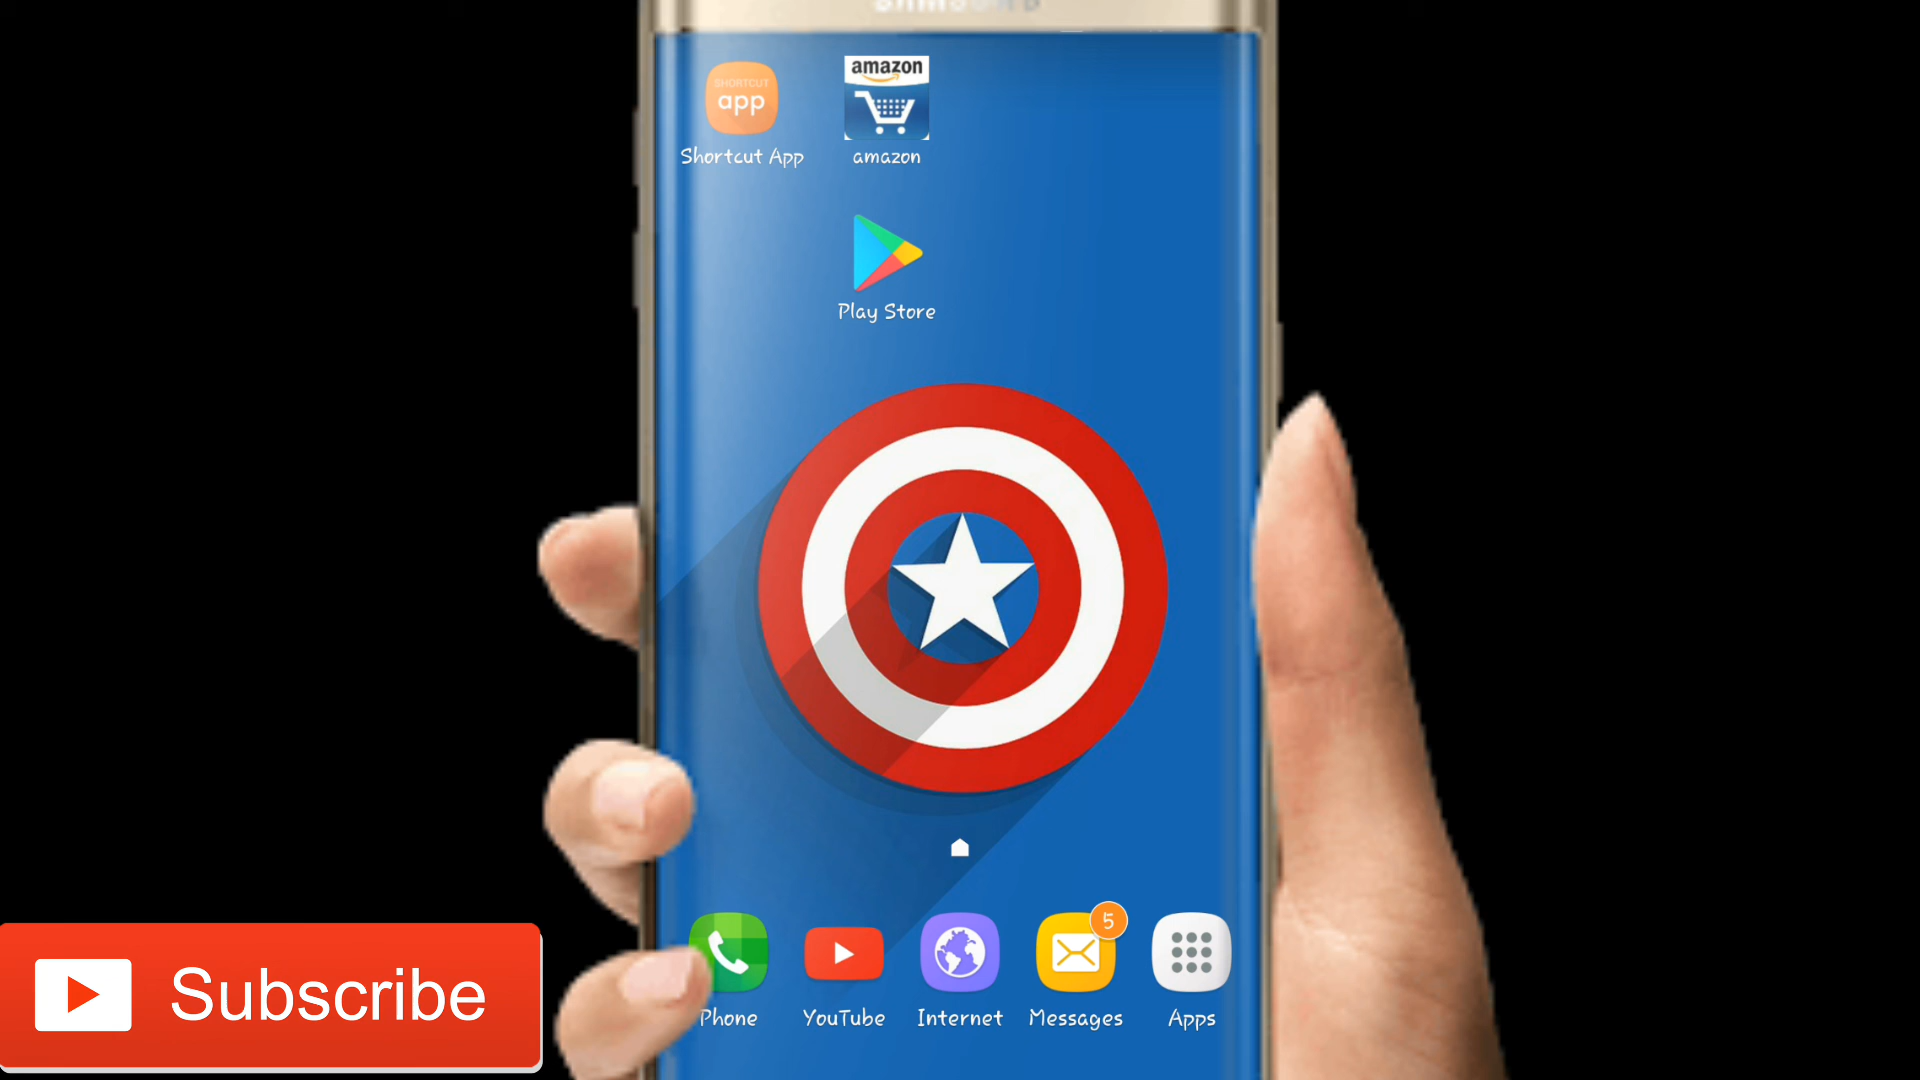 SHORTCUT
app
Shortcut App
amazon
amazon
Play Store
5
Phone
YouTube
Internet
Messages
Apps
Subscribe